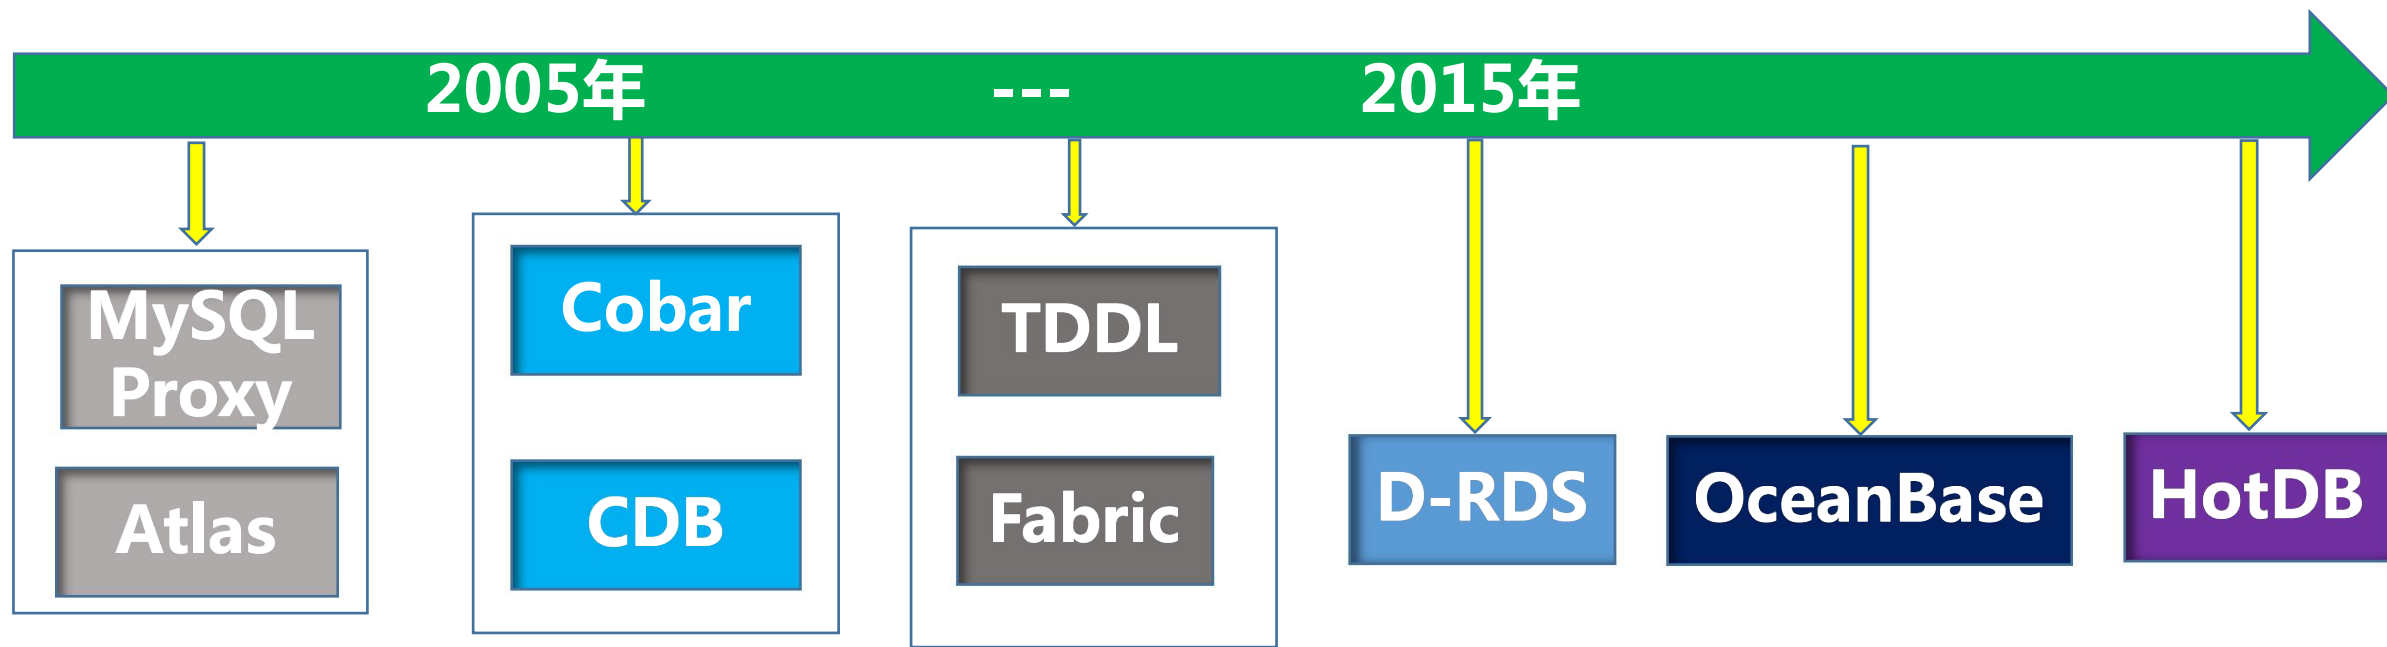 2005年 --- 2015年
MySQL
Proxy
Atlas
Cobar
CDB
TDDL
Fabric
D-RDS
OceanBase
HotDB